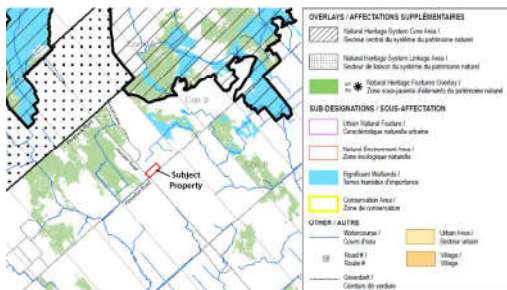 Subject
Property
OVERLAYS / AFFECTATIONS SUPPLÉMENTAIRES
Natural Heritage System Core Area /
Secteur central du système du patrimoine naturel
Natural Heritage System Linkage Area /
Secteur de liaison du système du patrimoine naturel
Natural Heritage Features Overlay /
Zone sous-jacente d'éléments du patrimoine naturel
SUB-DESIGNATIONS / SOUS-AFFECTATION
Urban Natural Feature /
Caractéristique naturelle urbaine
Natural Environment Area /
Zone écologique naturelle
Significant Wetlands /
Terres humides d'importance
Conservation Area /
Zone de conservation
OTHER / AUTRE
Watercourse /
Cours d'eau
Urban Area /
Secteur urbain
Road # /
Route #
Village /
Village
Greenbelt /
Ceinture de verdure